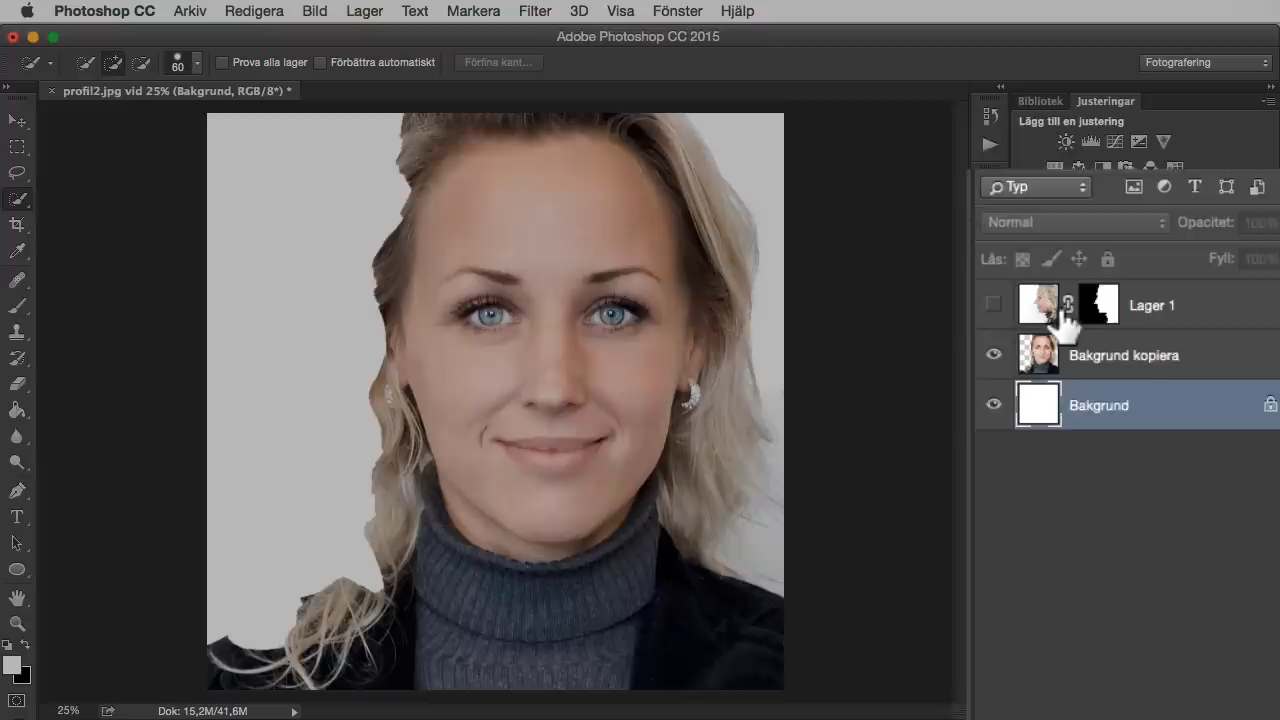 Photoshop CC Arkiv Redigera Bild Lager Text Markera Filter 3D Visa Fönster Hjälp
Adobe Photoshop CC 2015
60 Prova alla lager Förbättra automatiskt Förfina kant... Fotografering
× profil2.jpg vid 25% (Bakgrund, RGB/8*) *
Bibliotek Justeringar
Lägg till en justering
Typ
Normal Opacitet: 100%
Lås: Fyll: 100%
Lager 1
Bakgrund kopiera
Bakgrund
25% Dok: 15,2M/41,6M